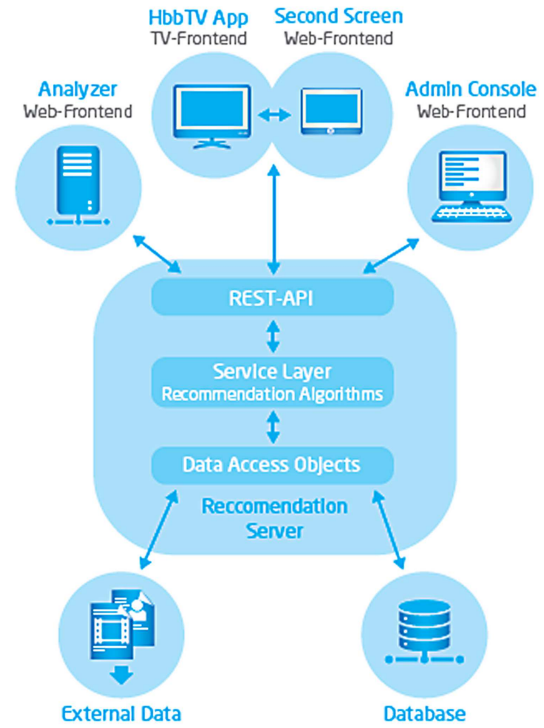 HbbTV App
TV-Frontend
Second Screen
Web-Frontend
Analyzer
Web-Frontend
Admin Console
Web-Frontend
REST-API
Service Layer
Recommendation Algorithms
Data Access Objects
Reccomendation
Server
External Data
Database